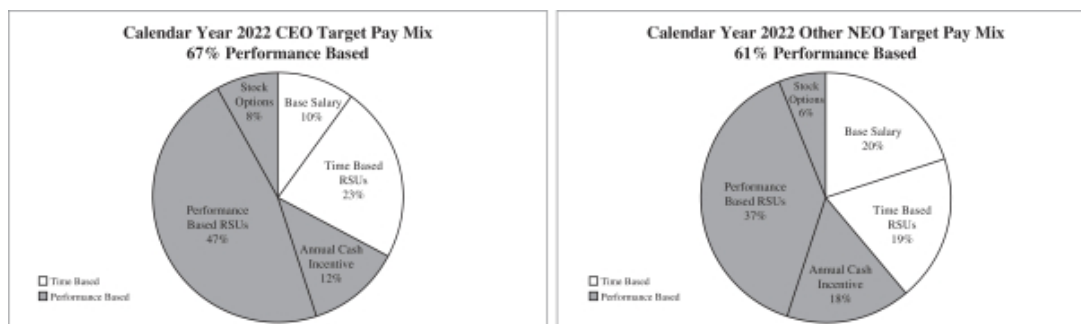 Calendar Year 2022 CEO Target Pay Mix
67% Performance Based
Stock
Options
8%
Base Salary
10%
Time Based
RSUs
23%
Performance
Based RSUs
47%
Annual Cash
Incentive
12%
Time Based
Performance Based
Calendar Year 2022 Other NEO Target Pay Mix
61% Performance Based
Stock
Options
6%
Base Salary
20%
Performance
Based RSUs
37%
Time Based
RSUs
19%
Annual Cash
Incentive
18%
Time Based
Performance Based